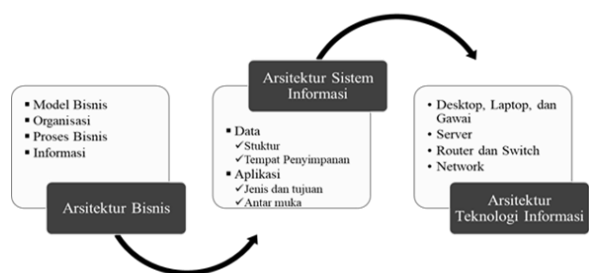 ▪ Model Bisnis
▪ Organisasi
▪ Proses Bisnis
▪ Informasi
Arsitektur Bisnis
Arsitektur Sistem
Informasi
▪ Data
✓Stuktur
✓Tempat Penyimpanan
▪ Aplikasi
✓Jenis dan tujuan
✓Antar muka
• Desktop, Laptop, dan
Gawai
• Server
• Router dan Switch
• Network
Arsitektur
Teknologi Informasi